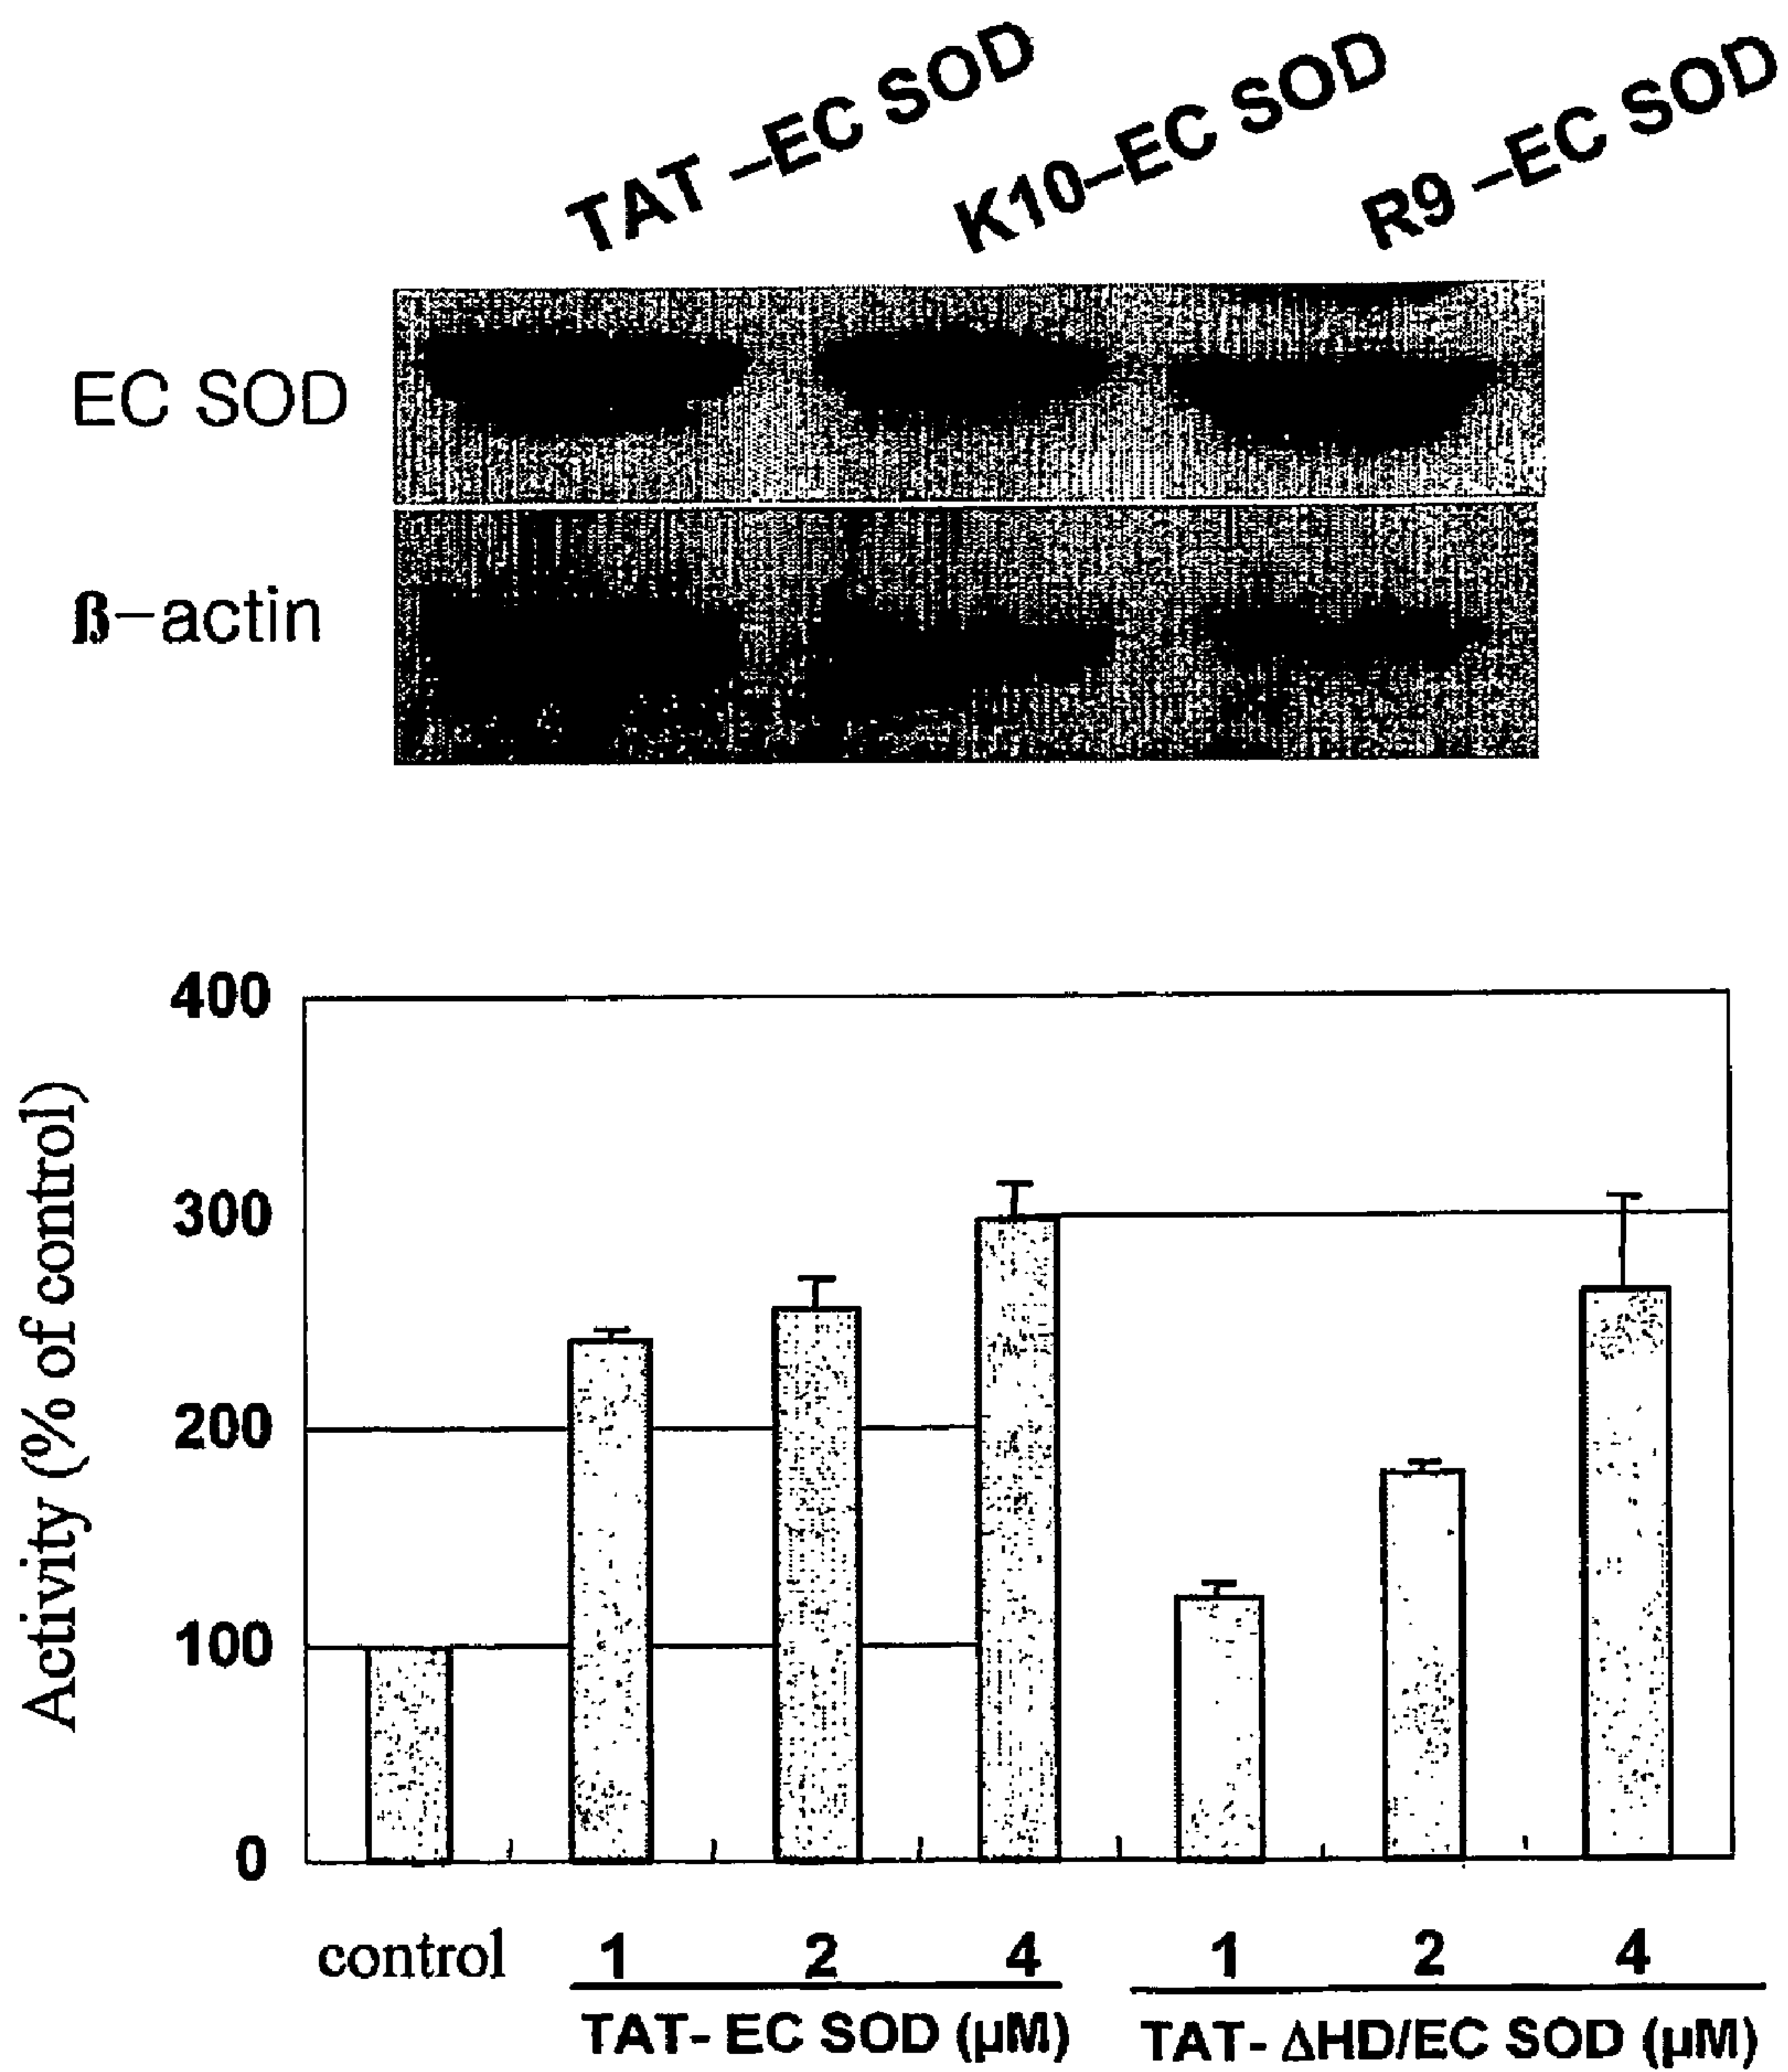 TAT –EC SOD
K10–EC SOD
R9 –EC SOD
EC SOD
ß–actin
400
300
200
100
0
Activity (% of control)
control 1 2 4 1 2 4
TAT- EC SOD (μM) TAT- ΔHD/EC SOD (μM)